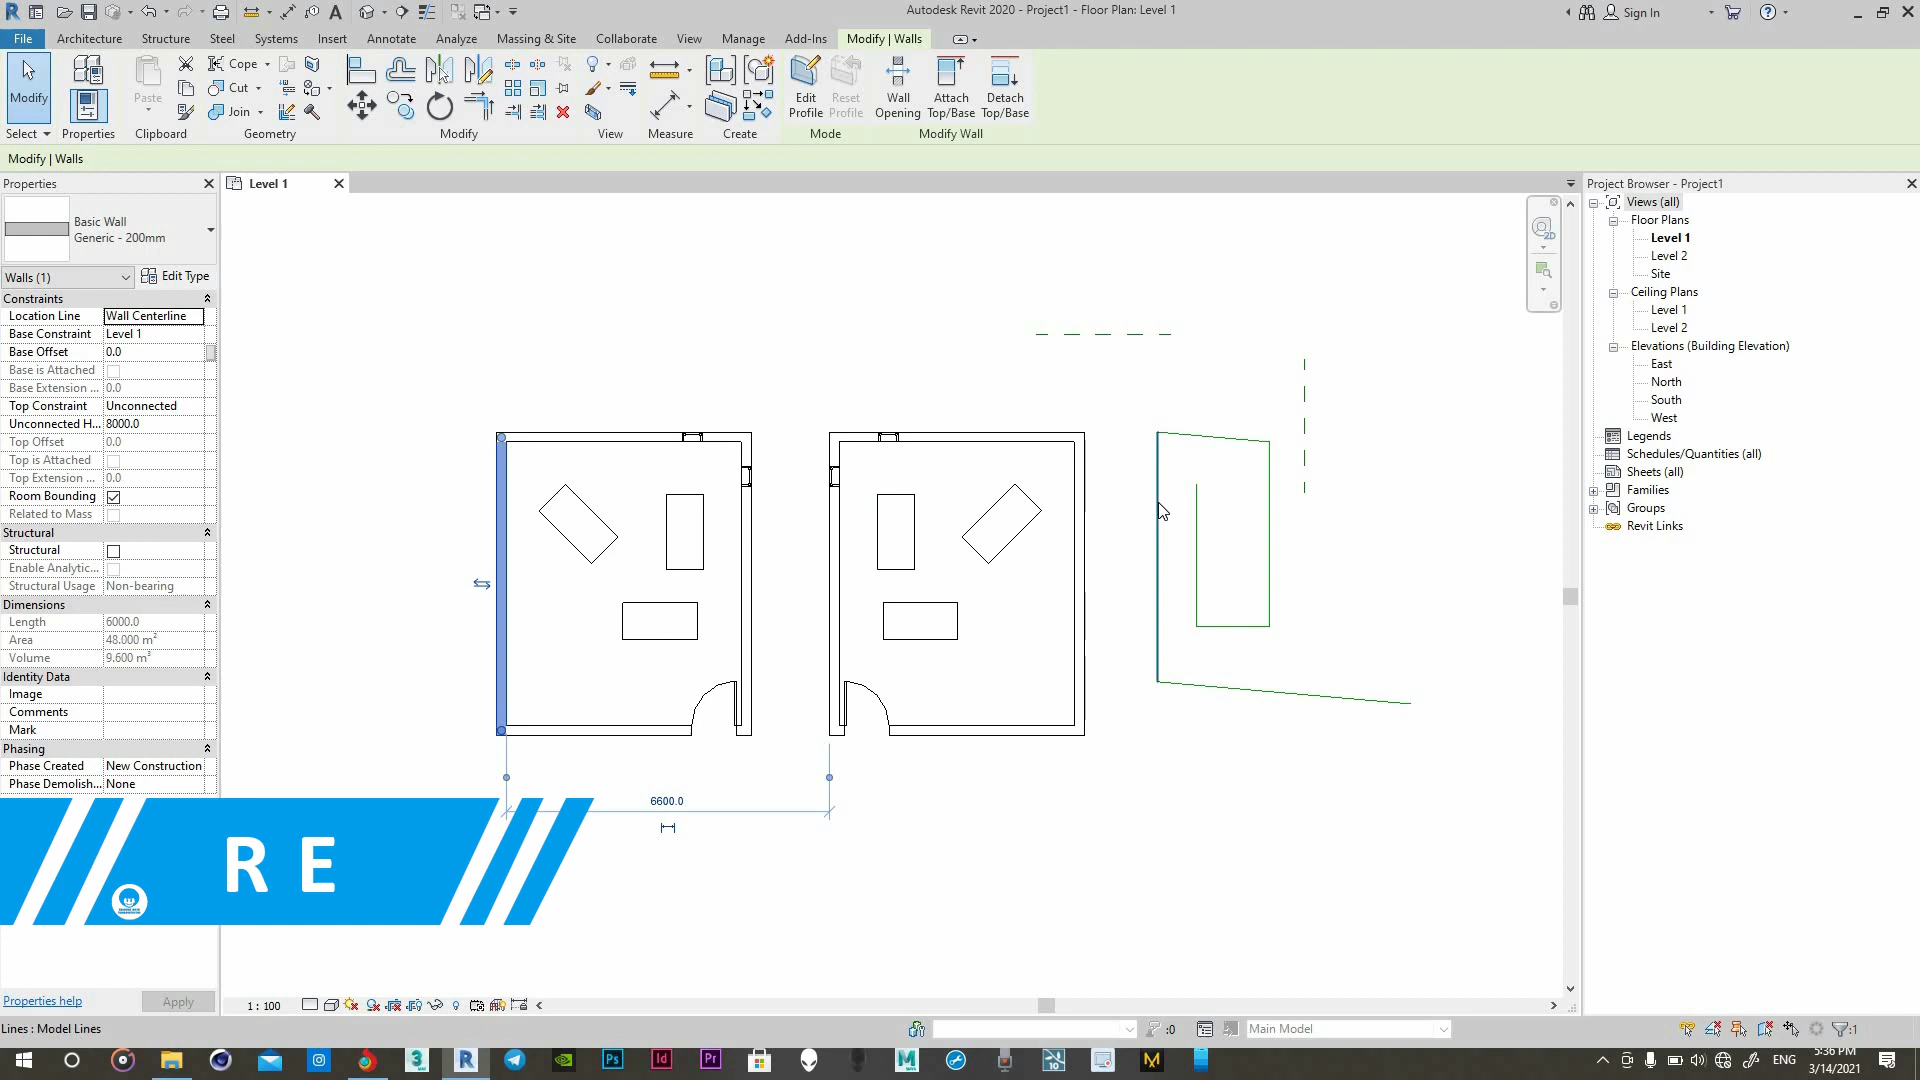 Autodesk Revit 2020 - Project1 - Floor Plan: Level 1
Sign In
File
Architecture
Structure
Steel
Systems
Insert
Annotate
Analyze
Massing & Site
Collaborate
View
Manage
Add-Ins
Modify | Walls
Modify
Select
Properties
Paste
Clipboard
Cope
Cut
Join
Geometry
Modify
View
Measure
Create
Edit Profile
Reset Profile
Mode
Wall Opening
Attach Top/Base
Detach Top/Base
Modify Wall
Modify | Walls
Properties
Basic Wall
Generic - 200mm
Walls (1)
Edit Type
Constraints
Location Line Wall Centerline
Base Constraint Level 1
Base Offset 0.0
Base is Attached
Base Extension ... 0.0
Top Constraint Unconnected
Unconnected H... 8000.0
Top Offset 0.0
Top is Attached
Top Extension ... 0.0
Room Bounding
Related to Mass
Structural
Structural
Enable Analytic...
Structural Usage Non-bearing
Dimensions
Length 6000.0
Area 48.000 m²
Volume 9.600 m³
Identity Data
Image
Comments
Mark
Phasing
Phase Created New Construction
Phase Demolish... None
Properties help
Apply
Level 1
2D
6600.0
R E
1 : 100
Project Browser - Project1
Views (all)
Floor Plans
Level 1
Level 2
Site
Ceiling Plans
Level 1
Level 2
Elevations (Building Elevation)
East
North
South
West
Legends
Schedules/Quantities (all)
Sheets (all)
Families
Groups
Revit Links
Lines : Model Lines
:0
Main Model
:1
ENG
5:36 PM
3/14/2021